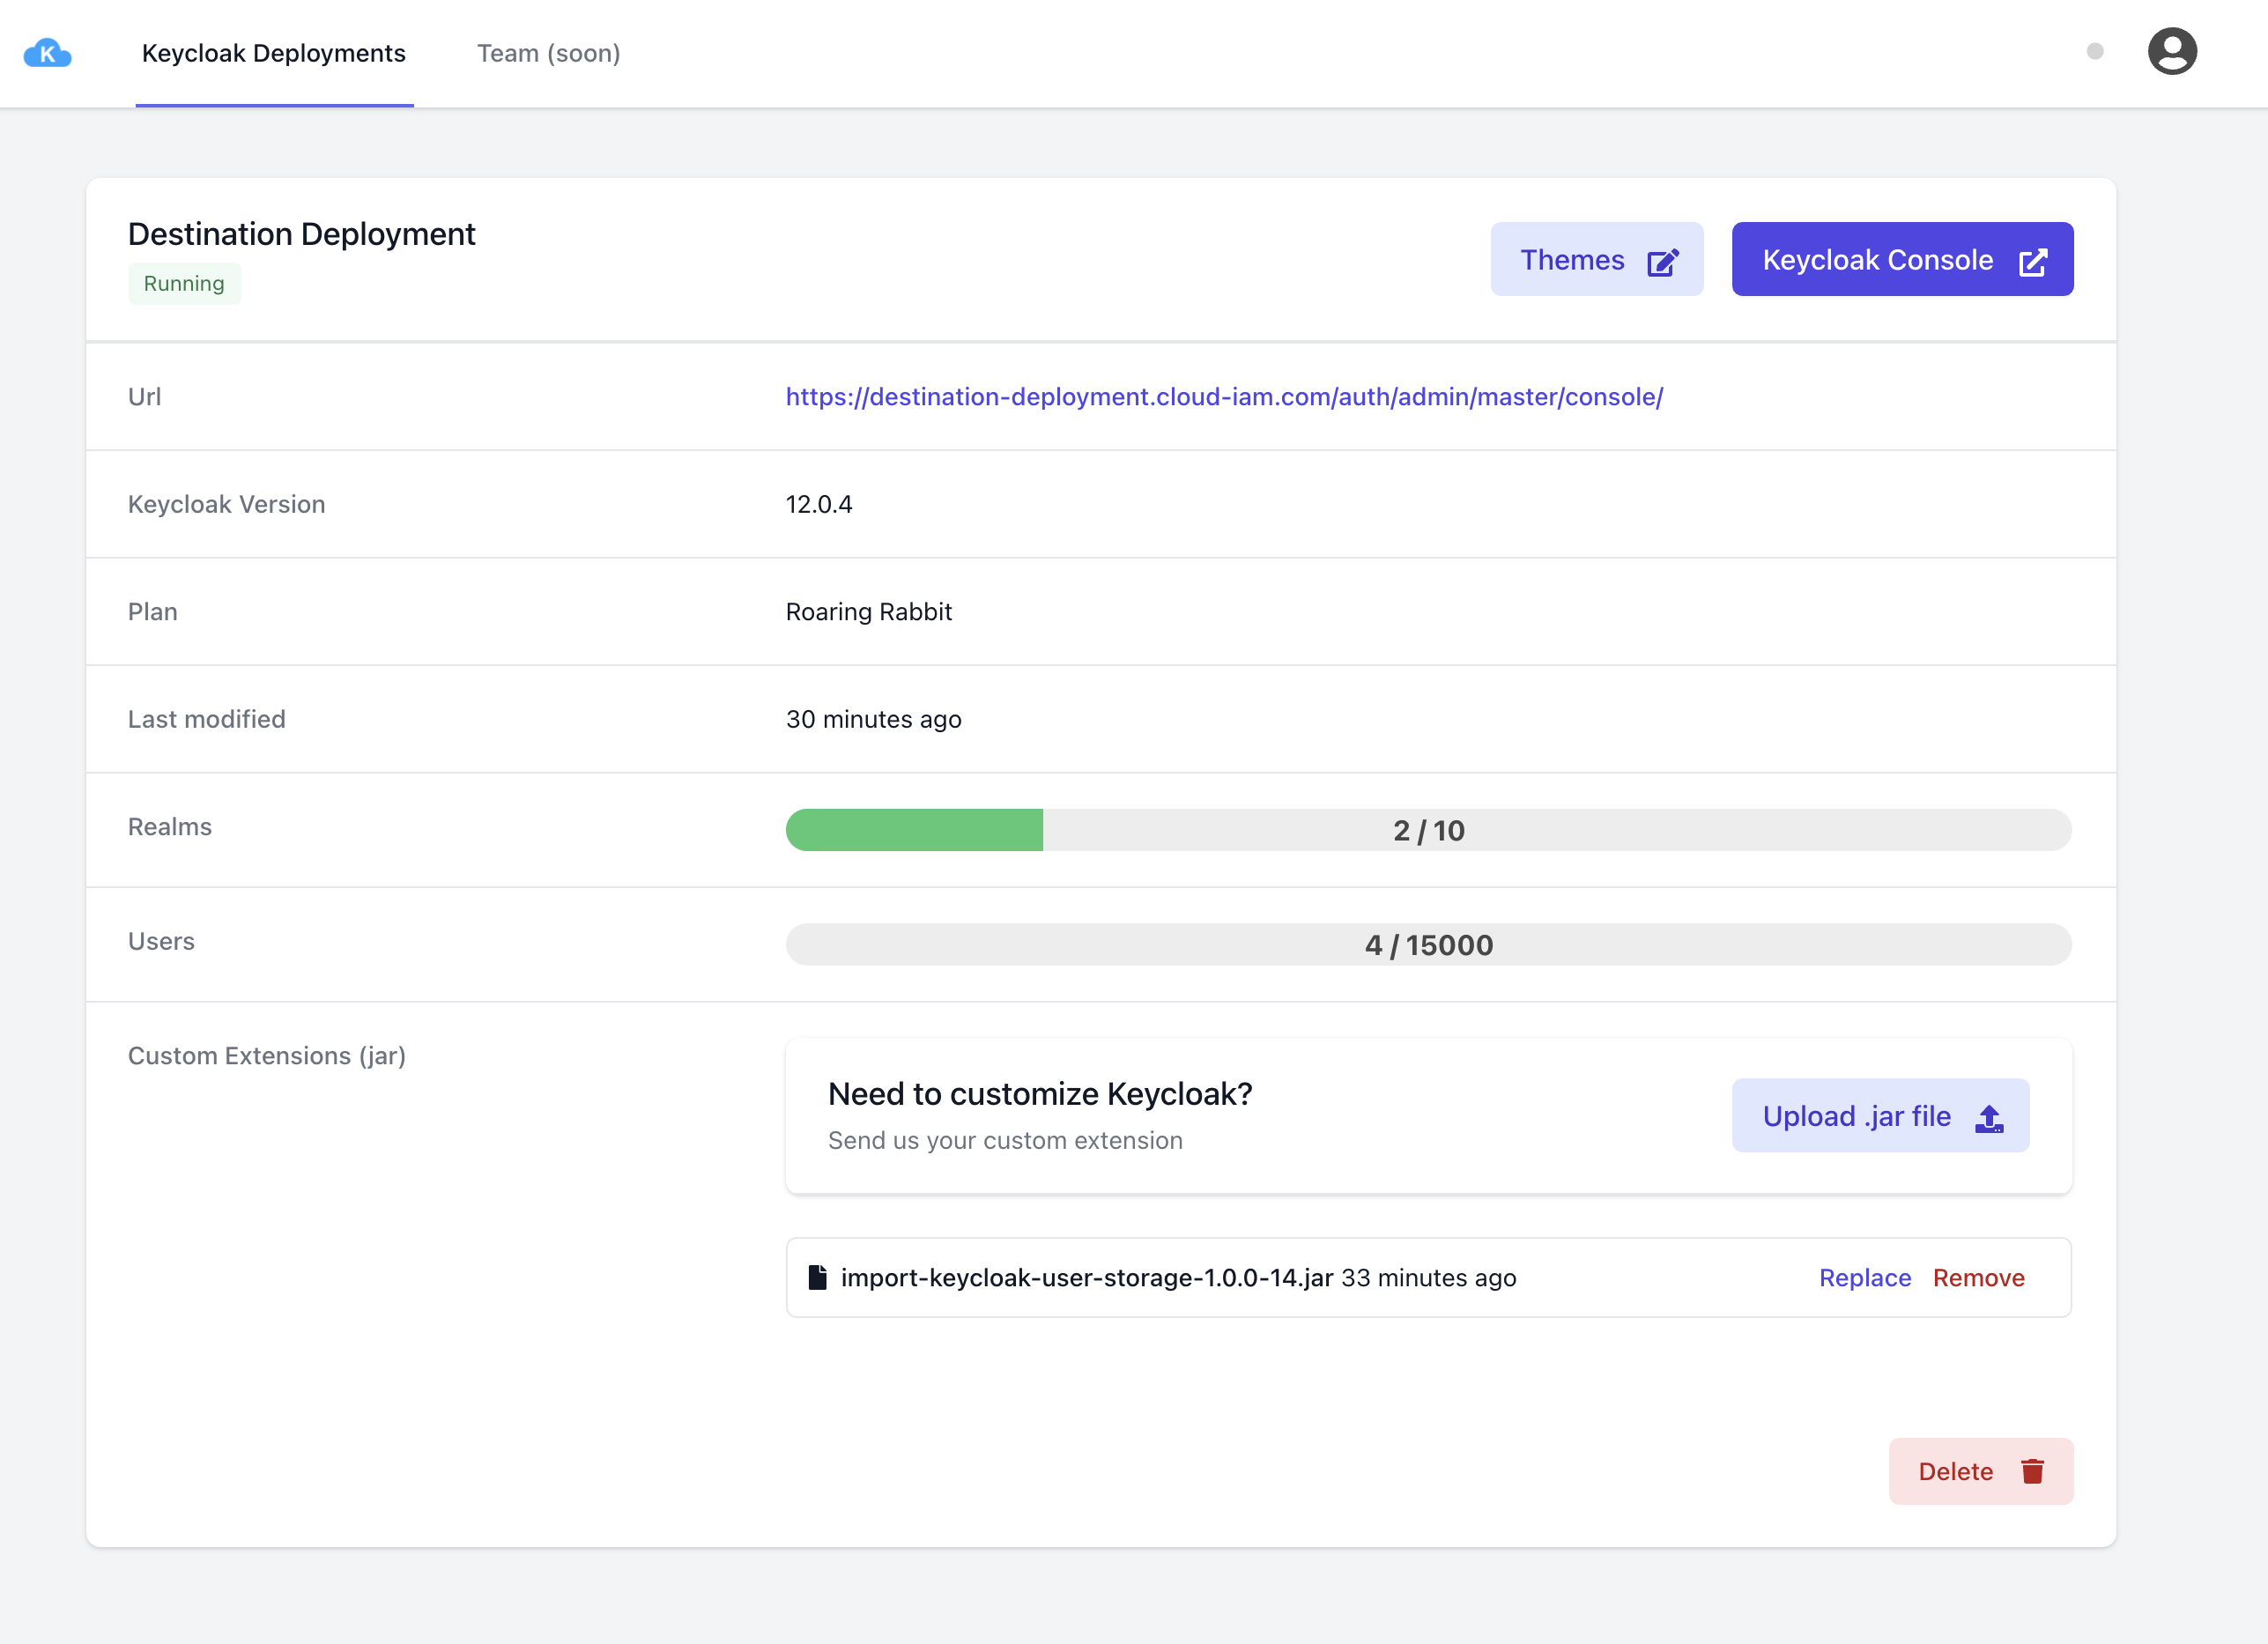 K
Keycloak Deployments
Team (soon)
Destination Deployment
Running
Themes
Keycloak Console
Url
https://destination-deployment.cloud-iam.com/auth/admin/master/console/
Keycloak Version
12.0.4
Plan
Roaring Rabbit
Last modified
30 minutes ago
Realms
2 / 10
Users
4 / 15000
Custom Extensions (jar)
Need to customize Keycloak?
Send us your custom extension
Upload .jar file
import-keycloak-user-storage-1.0.0-14.jar 33 minutes ago
Replace
Remove
Delete